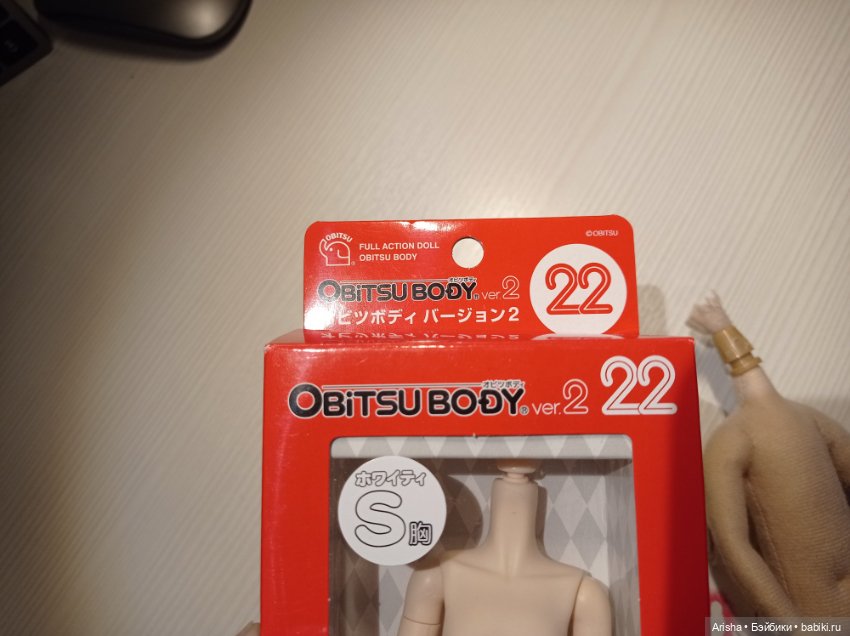 ©OBITSU
OBITSU
FULL ACTION DOLL
OBITSU BODY
オビツボディ
OBiTSU BODY® ver.2
22
ビツボディ バージョン2
オビツボディ
OBiTSU BODY® ver.2 22
ホワイティ
S胸
Arisha • Бэйбики • babiki.ru